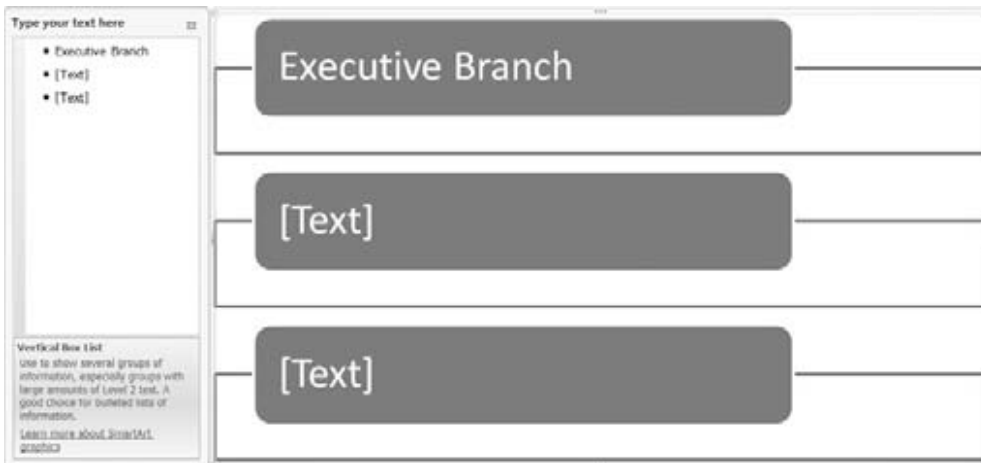 Type your text here
• Executive Branch
• [Text]
• [Text]
Vertical Box List
Use to show several groups of
information, especially groups with
large amounts of Level 2 text. A
good choice for bulleted lists of
information.
Learn more about SmartArt
graphics
Executive Branch
[Text]
[Text]